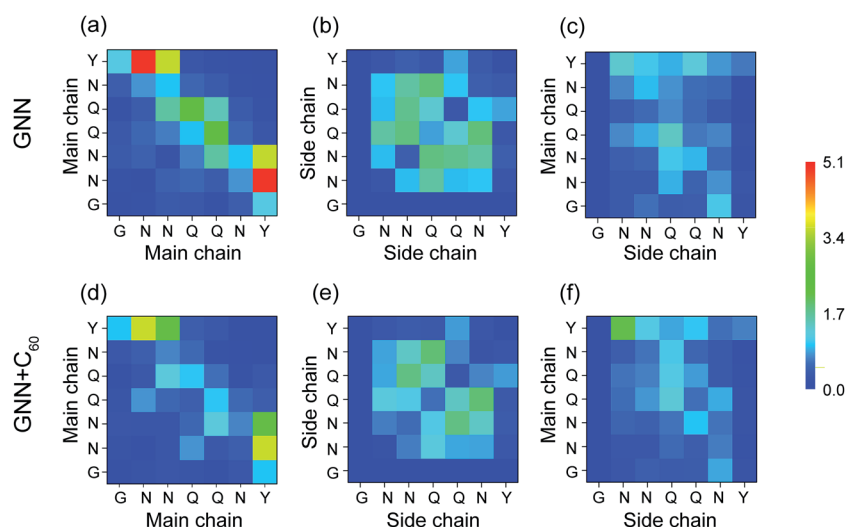 (a) (b) (c)
GNN
Main chain
Y
N
Q
Q
N
N
G
G N N Q Q N Y
Main chain
Side chain
Y
N
Q
Q
N
N
G
G N N Q Q N Y
Side chain
Main chain
Y
N
Q
Q
N
N
G
G N N Q Q N Y
Side chain
5.1
3.4
1.7
0.0
(d) (e) (f)
GNN+C60
Main chain
Y
N
Q
Q
N
N
G
G N N Q Q N Y
Main chain
Side chain
Y
N
Q
Q
N
N
G
G N N Q Q N Y
Side chain
Main chain
Y
N
Q
Q
N
N
G
G N N Q Q N Y
Side chain